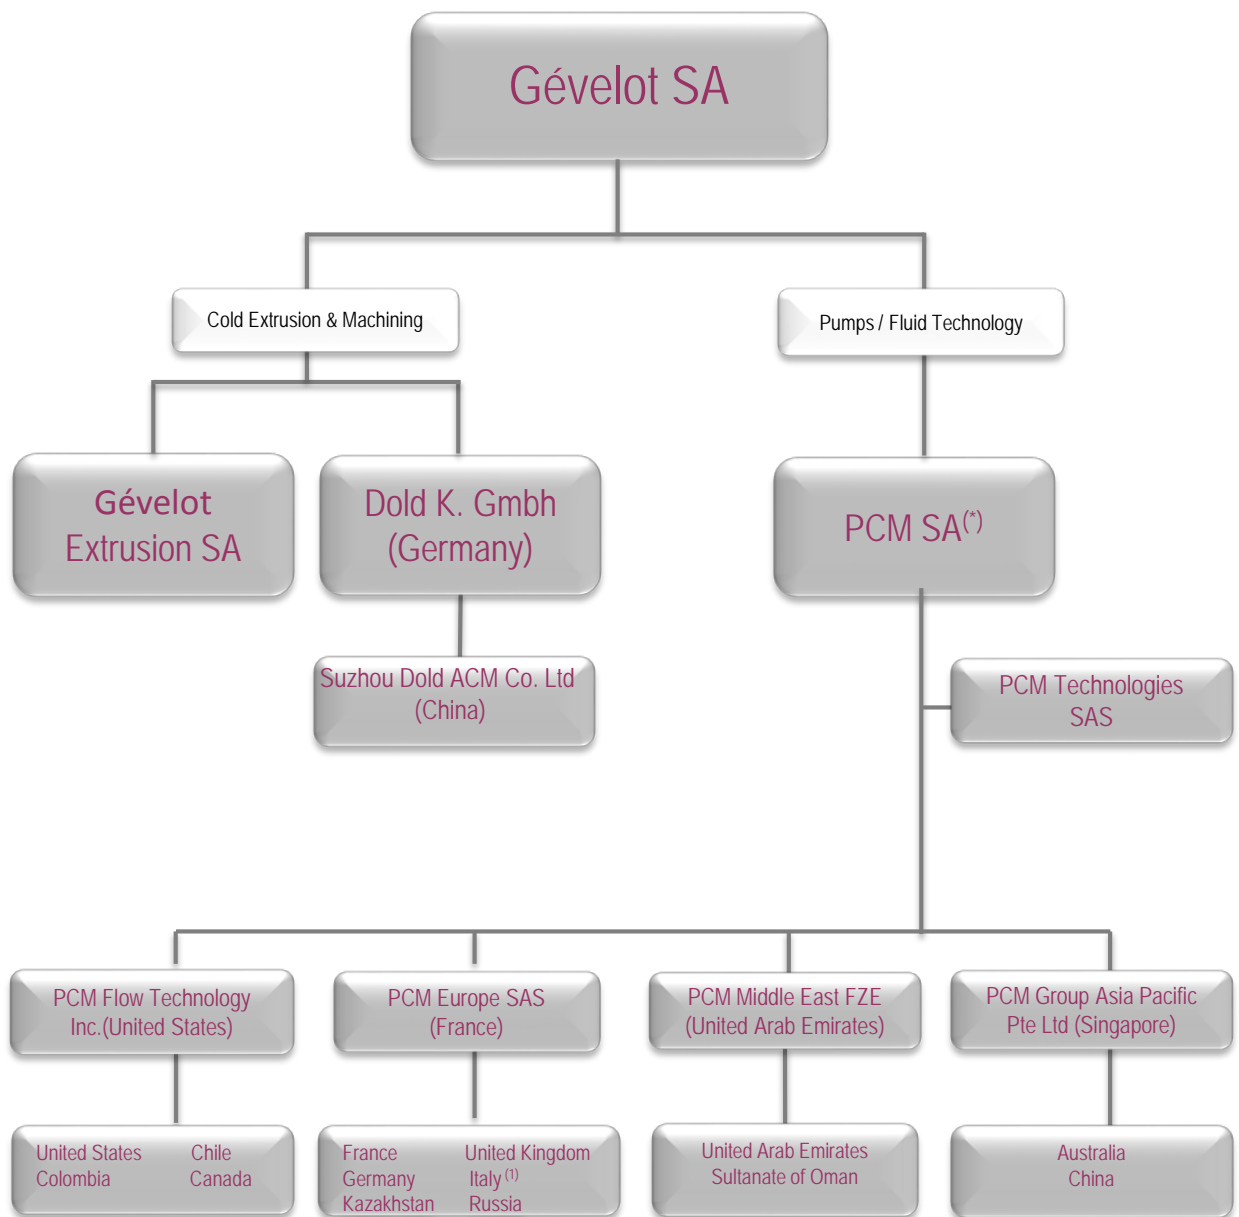 Gévelot SA
Cold Extrusion & Machining
Pumps / Fluid Technology
Gévelot
Extrusion SA
Dold K. Gmbh
(Germany)
PCM SA(*)
Suzhou Dold ACM Co. Ltd
(China)
PCM Technologies
SAS
PCM Flow Technology
Inc.(United States)
PCM Europe SAS
(France)
PCM Middle East FZE
(United Arab Emirates)
PCM Group Asia Pacific
Pte Ltd (Singapore)
United States Chile
Colombia Canada
France United Kingdom
Germany Italy (1)
Kazakhstan Russia
United Arab Emirates
Sultanate of Oman
Australia
China